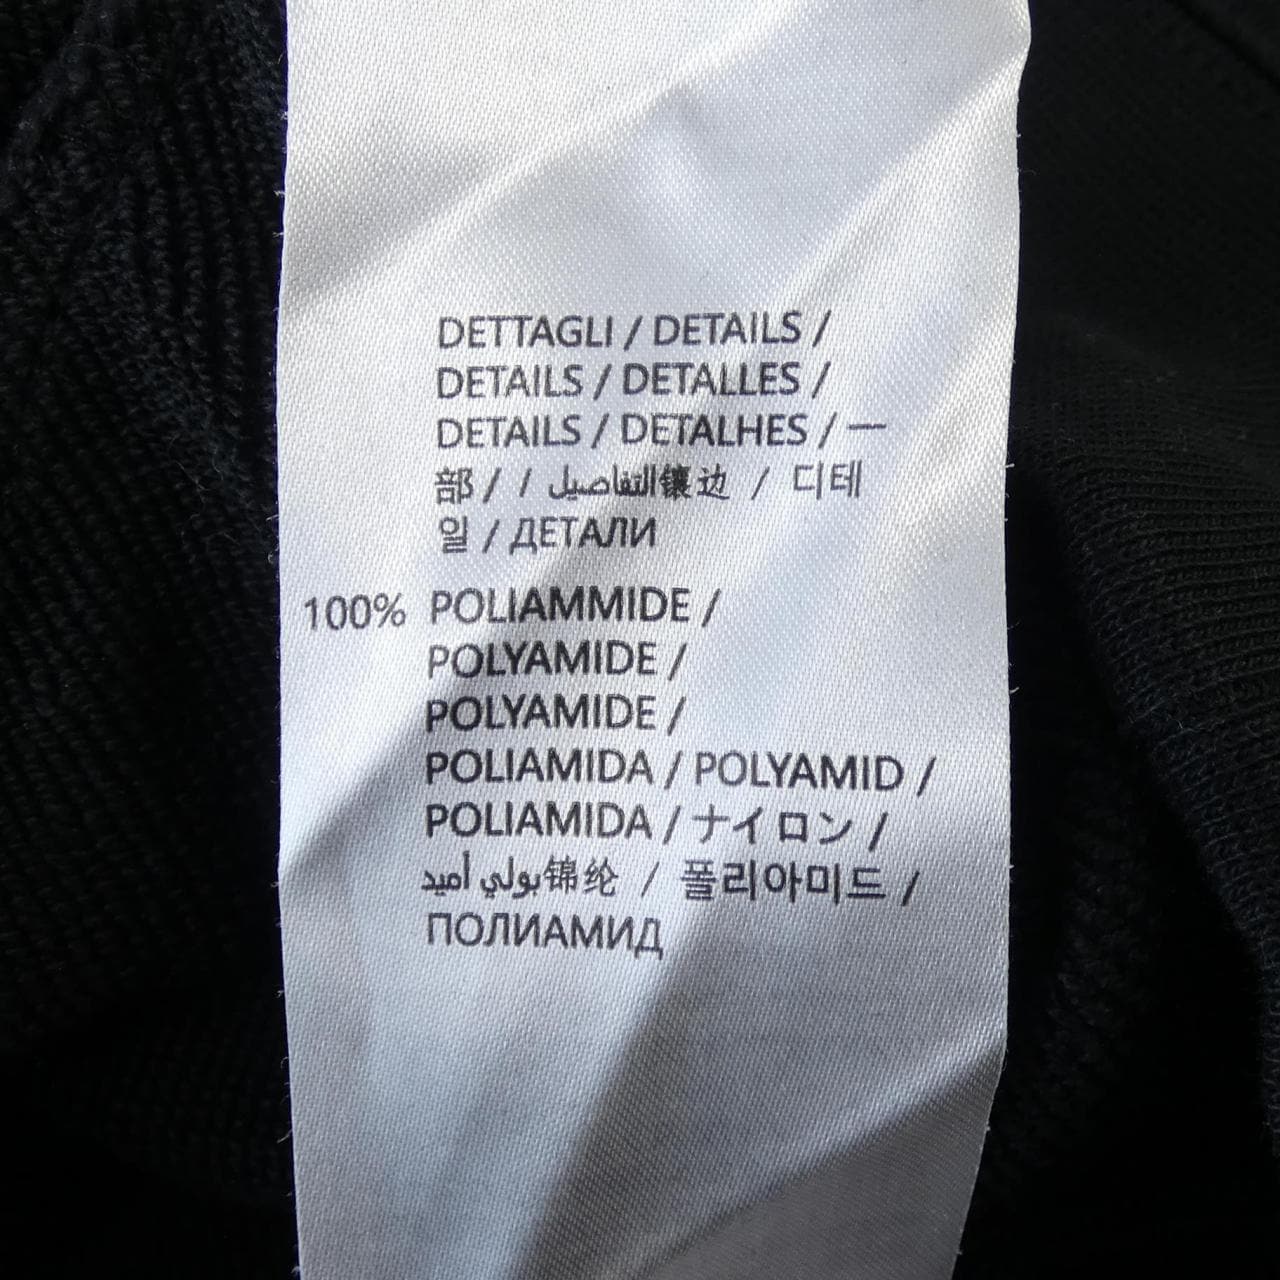 DETTAGLI / DETAILS /
DETAILS / DETALLES /
DETAILS / DETALHES / 一
部 / / التفاصيل镶边 / 디테
일 / ДЕТАЛИ
100% POLIAMMIDE /
POLYAMIDE /
POLYAMIDE /
POLIAMIDA / POLYAMID /
POLIAMIDA / ナイロン /
بولي أميد锦纶 / 폴리아미드 /
ПОЛИАМИД